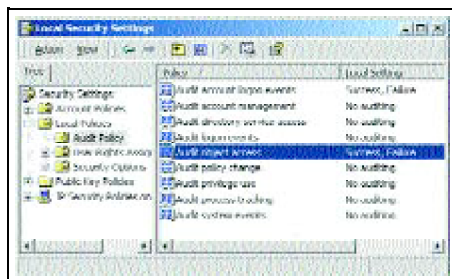 Local Security Settings
Action View
Tree
Policy
Local Setting
Security Settings
Account Policies
Local Policies
Audit Policy
User Rights Assig
Security Options
Public Key Policies
IP Security Policies on
Audit account logon events Success, Failure
Audit account management No auditing
Audit directory service access No auditing
Audit logon events No auditing
Audit object access Success, Failure
Audit policy change No auditing
Audit privilege use No auditing
Audit process tracking No auditing
Audit system events No auditing